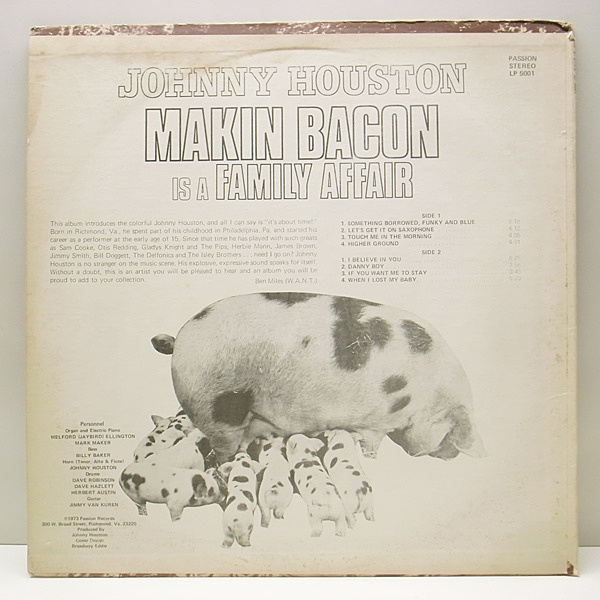 PASSION
STEREO
LP 5001
JOHNNY HOUSTON
MAKIN BACON
IS A FAMILY AFFAIR
This album introduces the colorful Johnny Houston, and all I can say is "it's about time!"
Born in Richmond, Va., he spent part of his childhood in Philadelphia, Pa. and started his
career as a performer at the early age of 15. Since that time he has played with such greats
as Sam Cooke, Otis Redding, Gladys Knight and The Pips, Herbie Mann, James Brown,
Jimmy Smith, Bill Doggett, The Delfonics and The Isley Brothers . . . need I go on? Johnny
Houston is no stranger on the music scene. His explosive, expressive sound speaks for itself.
Without a doubt, this is an artist you will be pleased to hear and an album you will be
proud to add to your collection.
Ben Miles (W.A.N.T.)
SIDE 1
1. SOMETHING BORROWED, FUNKY AND BLUE
2. LET'S GET IT ON SAXOPHONE
3. TOUCH ME IN THE MORNING
4. HIGHER GROUND
SIDE 2
1. I BELIEVE IN YOU
2. DANNY BOY
3. IF YOU WANT ME TO STAY
4. WHEN I LOST MY BABY
Personnel
Organ and Electric Piano
WELFORD (JAYBIRD) ELLINGTON
MARK MAKER
Bass
BILLY BAKER
Horn (Tenor, Alto & Flute)
JOHNNY HOUSTON
Drums
DAVE ROBINSON
DAVE HAZLETT
HERBERT AUSTIN
Guitar
JIMMY VAN KUREN
©1973 Passion Records
300 W. Broad Street, Richmond, Va. 23220
Produced by
Johnny Houston
Broadway Eddie